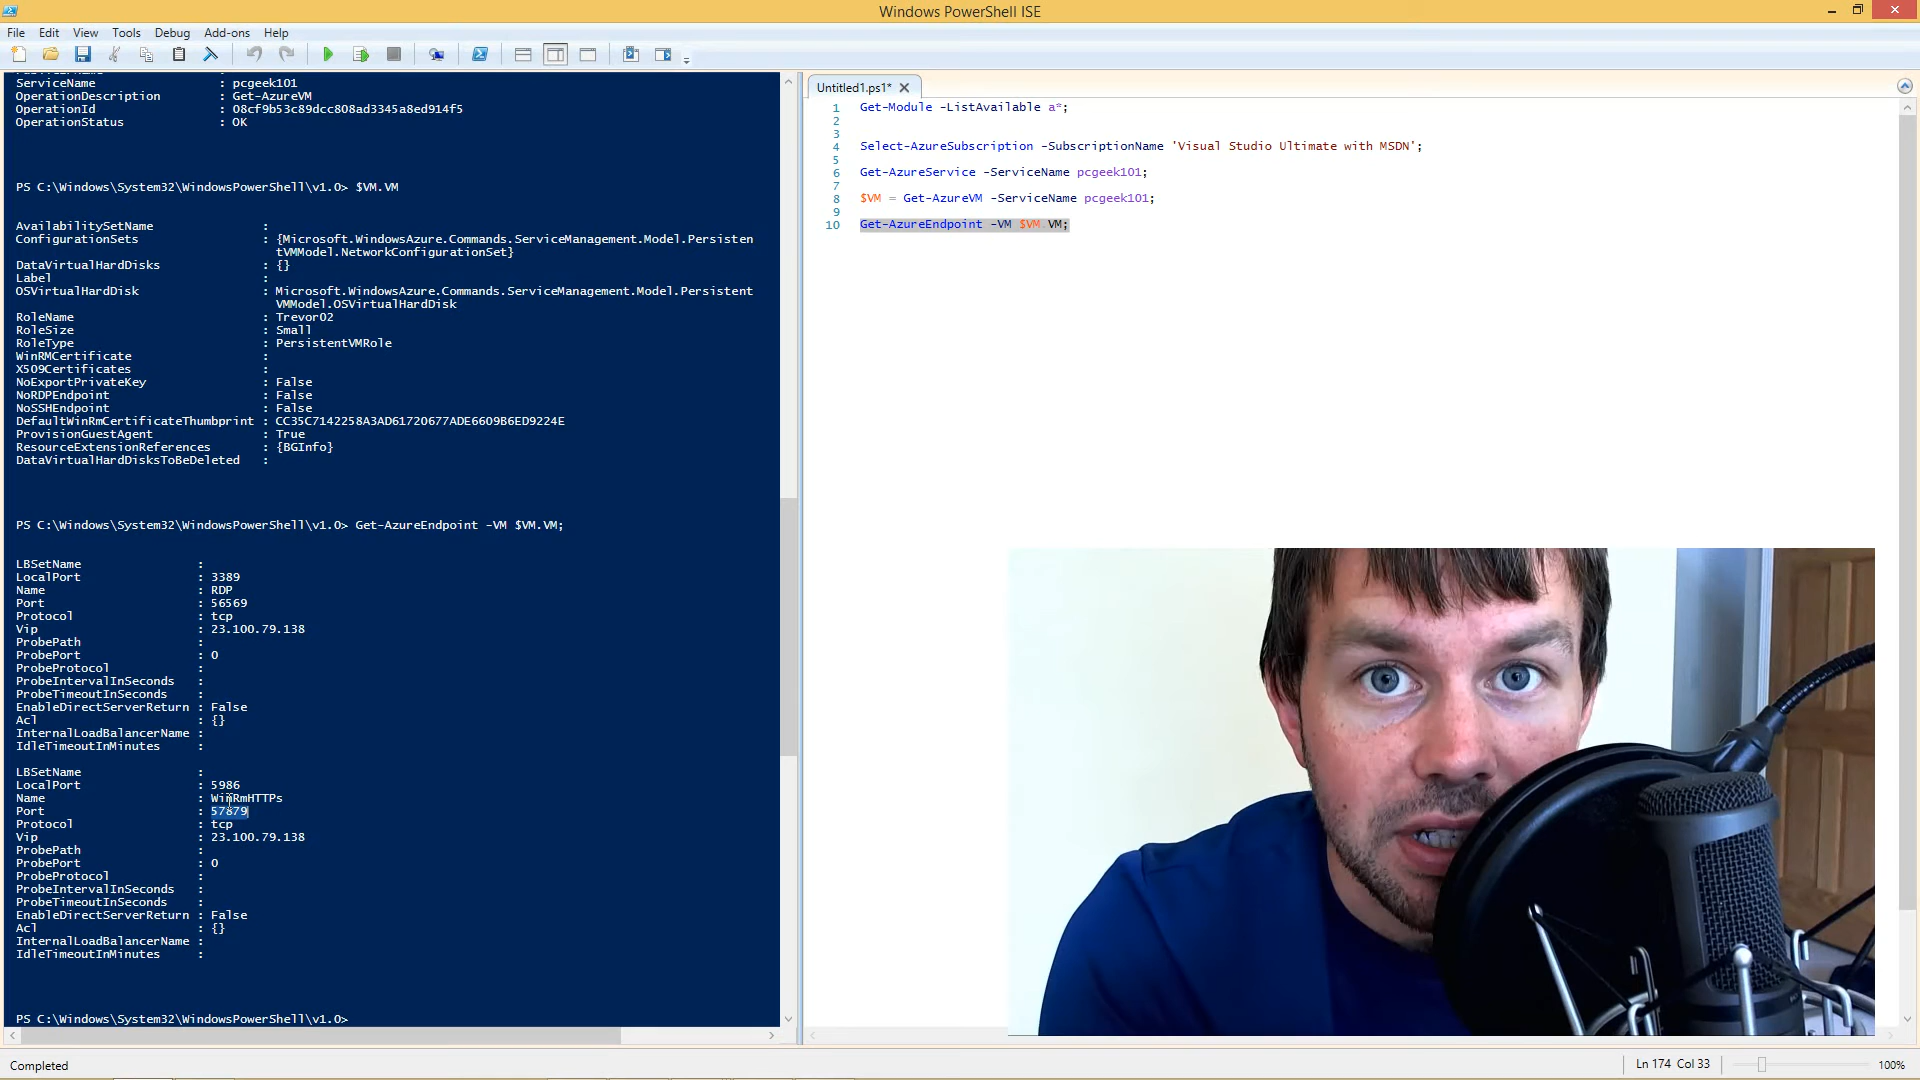 Windows PowerShell ISE
File Edit View Tools Debug Add-ons Help
ServiceName : pcgeek101
OperationDescription : Get-AzureVM
OperationId : 08cf9b53c89dcc808ad3345a8ed914f5
OperationStatus : OK
PS C:\Windows\System32\WindowsPowerShell\v1.0> $VM.VM
AvailabilitySetName :
ConfigurationSets : {Microsoft.WindowsAzure.Commands.ServiceManagement.Model.Persisten
tVMModel.NetworkConfigurationSet}
DataVirtualHardDisks : {}
Label :
OSVirtualHardDisk : Microsoft.WindowsAzure.Commands.ServiceManagement.Model.Persistent
VMModel.OSVirtualHardDisk
RoleName : Trevor02
RoleSize : Small
RoleType : PersistentVMRole
WinRMCertificate :
X509Certificates :
NoExportPrivateKey : False
NoRDPEndpoint : False
NoSSHEndpoint : False
DefaultWinRmCertificateThumbprint : CC35C7142258A3AD61720677ADE6609B6ED9224E
ProvisionGuestAgent : True
ResourceExtensionReferences : {BGInfo}
DataVirtualHardDisksToBeDeleted :
PS C:\Windows\System32\WindowsPowerShell\v1.0> Get-AzureEndpoint -VM $VM.VM;
LBSetName :
LocalPort : 3389
Name : RDP
Port : 56569
Protocol : tcp
Vip : 23.100.79.138
ProbePath :
ProbePort : 0
ProbeProtocol :
ProbeIntervalInSeconds :
ProbeTimeoutInSeconds :
EnableDirectServerReturn : False
Acl : {}
InternalLoadBalancerName :
IdleTimeoutInMinutes :
LBSetName :
LocalPort : 5986
Name : WinRmHTTPs
Port : 57879
Protocol : tcp
Vip : 23.100.79.138
ProbePath :
ProbePort : 0
ProbeProtocol :
ProbeIntervalInSeconds :
ProbeTimeoutInSeconds :
EnableDirectServerReturn : False
Acl : {}
InternalLoadBalancerName :
IdleTimeoutInMinutes :
PS C:\Windows\System32\WindowsPowerShell\v1.0>
Untitled1.ps1*
1 Get-Module -ListAvailable a*;
2
3
4 Select-AzureSubscription -SubscriptionName 'Visual Studio Ultimate with MSDN';
5
6 Get-AzureService -ServiceName pcgeek101;
7
8 $VM = Get-AzureVM -ServiceName pcgeek101;
9
10 Get-AzureEndpoint -VM $VM.VM;
Completed
Ln 174 Col 33
100%